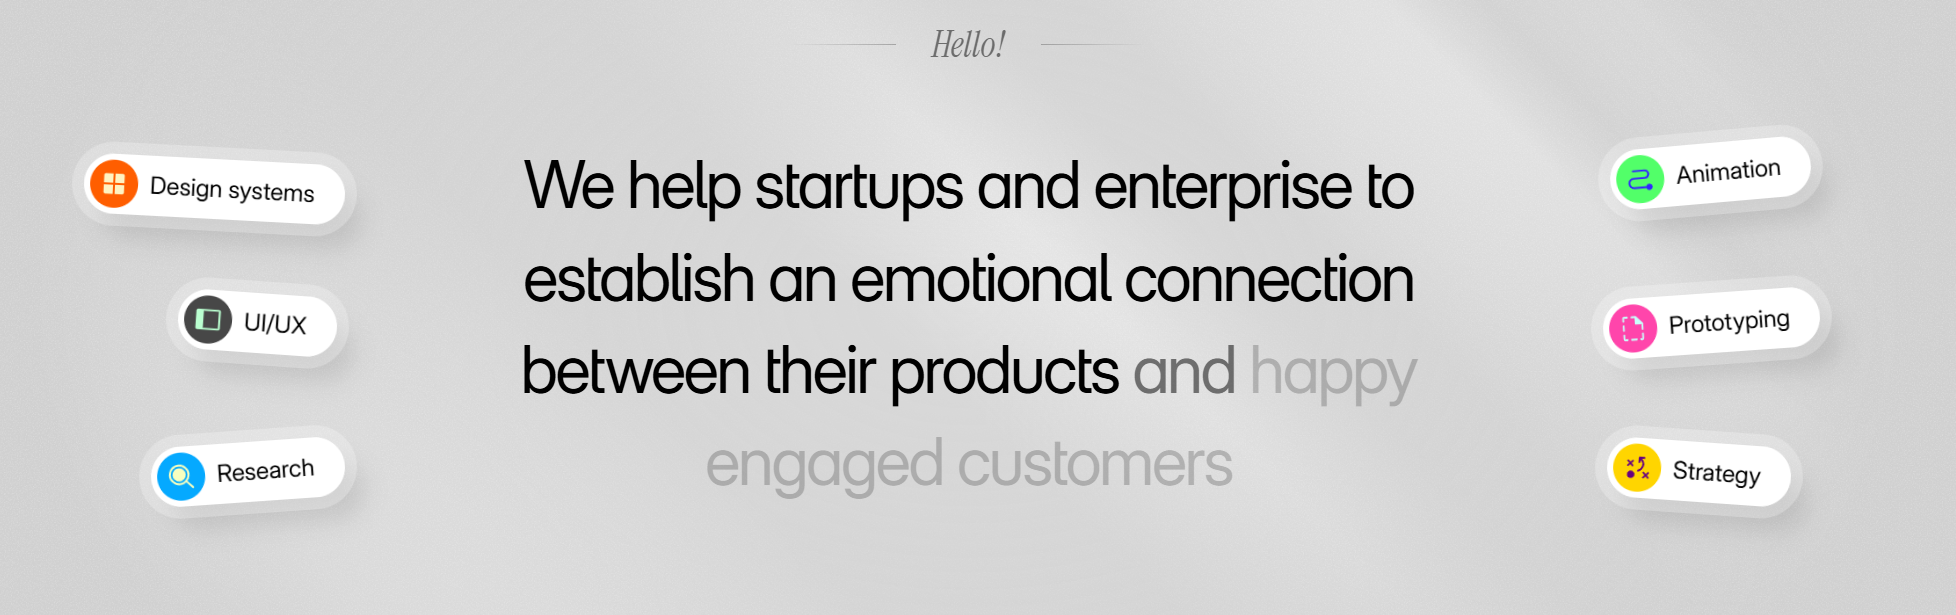 Hello!
We help startups and enterprise to
establish an emotional connection
between their products and happy
engaged customers
Design systems
UI/UX
Research
Animation
Prototyping
Strategy